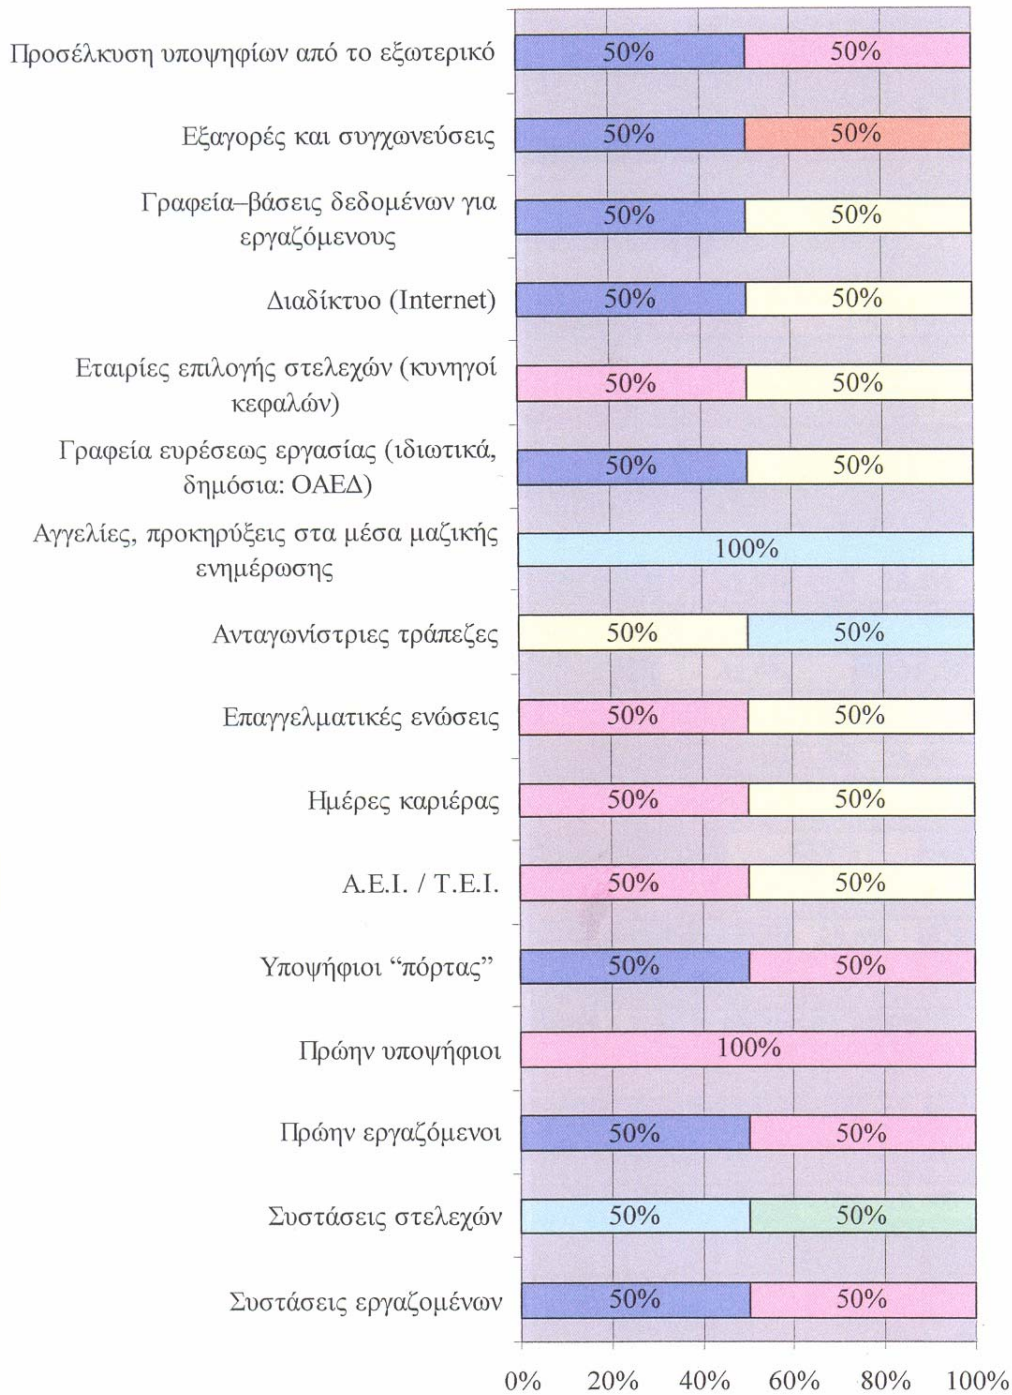 Προσέλκυση υποψηφίων από το εξωτερικό
50% 50%
Εξαγορές και συγχωνεύσεις
50% 50%
Γραφεία–βάσεις δεδομένων για
εργαζόμενους
50% 50%
Διαδίκτυο (Internet)
50% 50%
Εταιρίες επιλογής στελεχών (κυνηγοί
κεφαλών)
50% 50%
Γραφεία ευρέσεως εργασίας (ιδιωτικά,
δημόσια: ΟΑΕΔ)
50% 50%
Αγγελίες, προκηρύξεις στα μέσα μαζικής
ενημέρωσης
100%
Ανταγωνίστριες τράπεζες
50% 50%
Επαγγελματικές ενώσεις
50% 50%
Ημέρες καριέρας
50% 50%
Α.Ε.Ι. / Τ.Ε.Ι.
50% 50%
Υποψήφιοι “πόρτας”
50% 50%
Πρώην υποψήφιοι
100%
Πρώην εργαζόμενοι
50% 50%
Συστάσεις στελεχών
50% 50%
Συστάσεις εργαζομένων
50% 50%
0% 20% 40% 60% 80% 100%